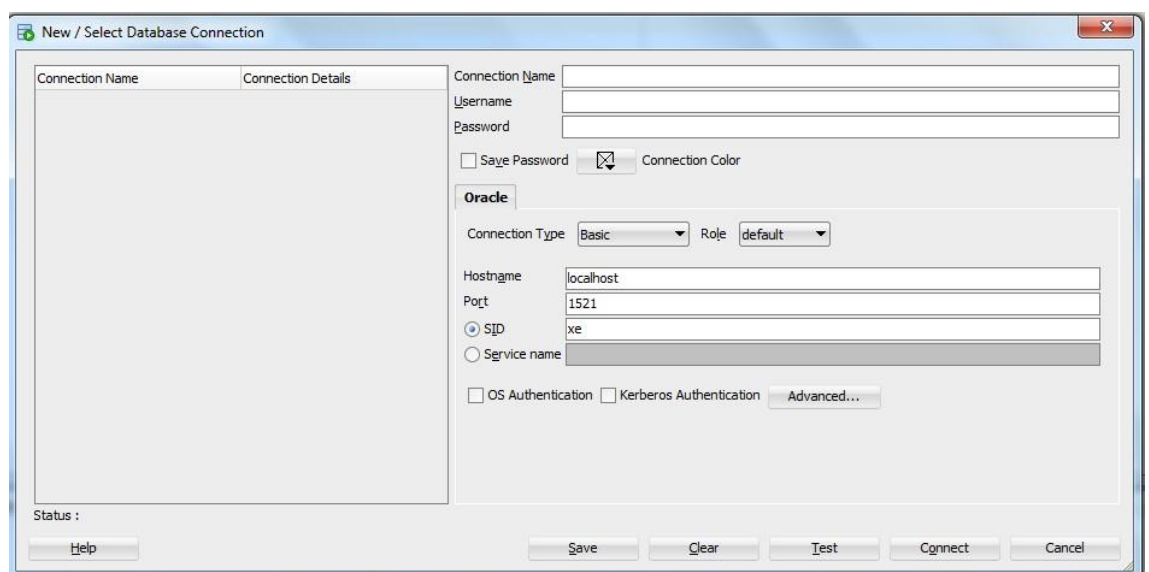 New / Select Database Connection
Connection Name Connection Details
Connection Name
Username
Password
Save Password Connection Color
Oracle
Connection Type Basic Role default
Hostname localhost
Port 1521
SID xe
Service name
OS Authentication Kerberos Authentication Advanced...
Status :
Help Save Clear Test Connect Cancel